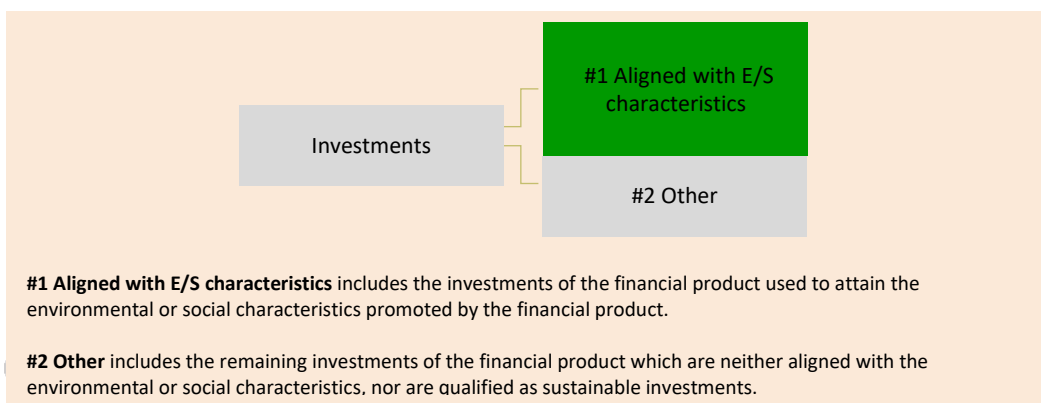 #1 Aligned with E/S
characteristics
Investments
#2 Other
#1 Aligned with E/S characteristics includes the investments of the financial product used to attain the
environmental or social characteristics promoted by the financial product.
#2 Other includes the remaining investments of the financial product which are neither aligned with the
environmental or social characteristics, nor are qualified as sustainable investments.